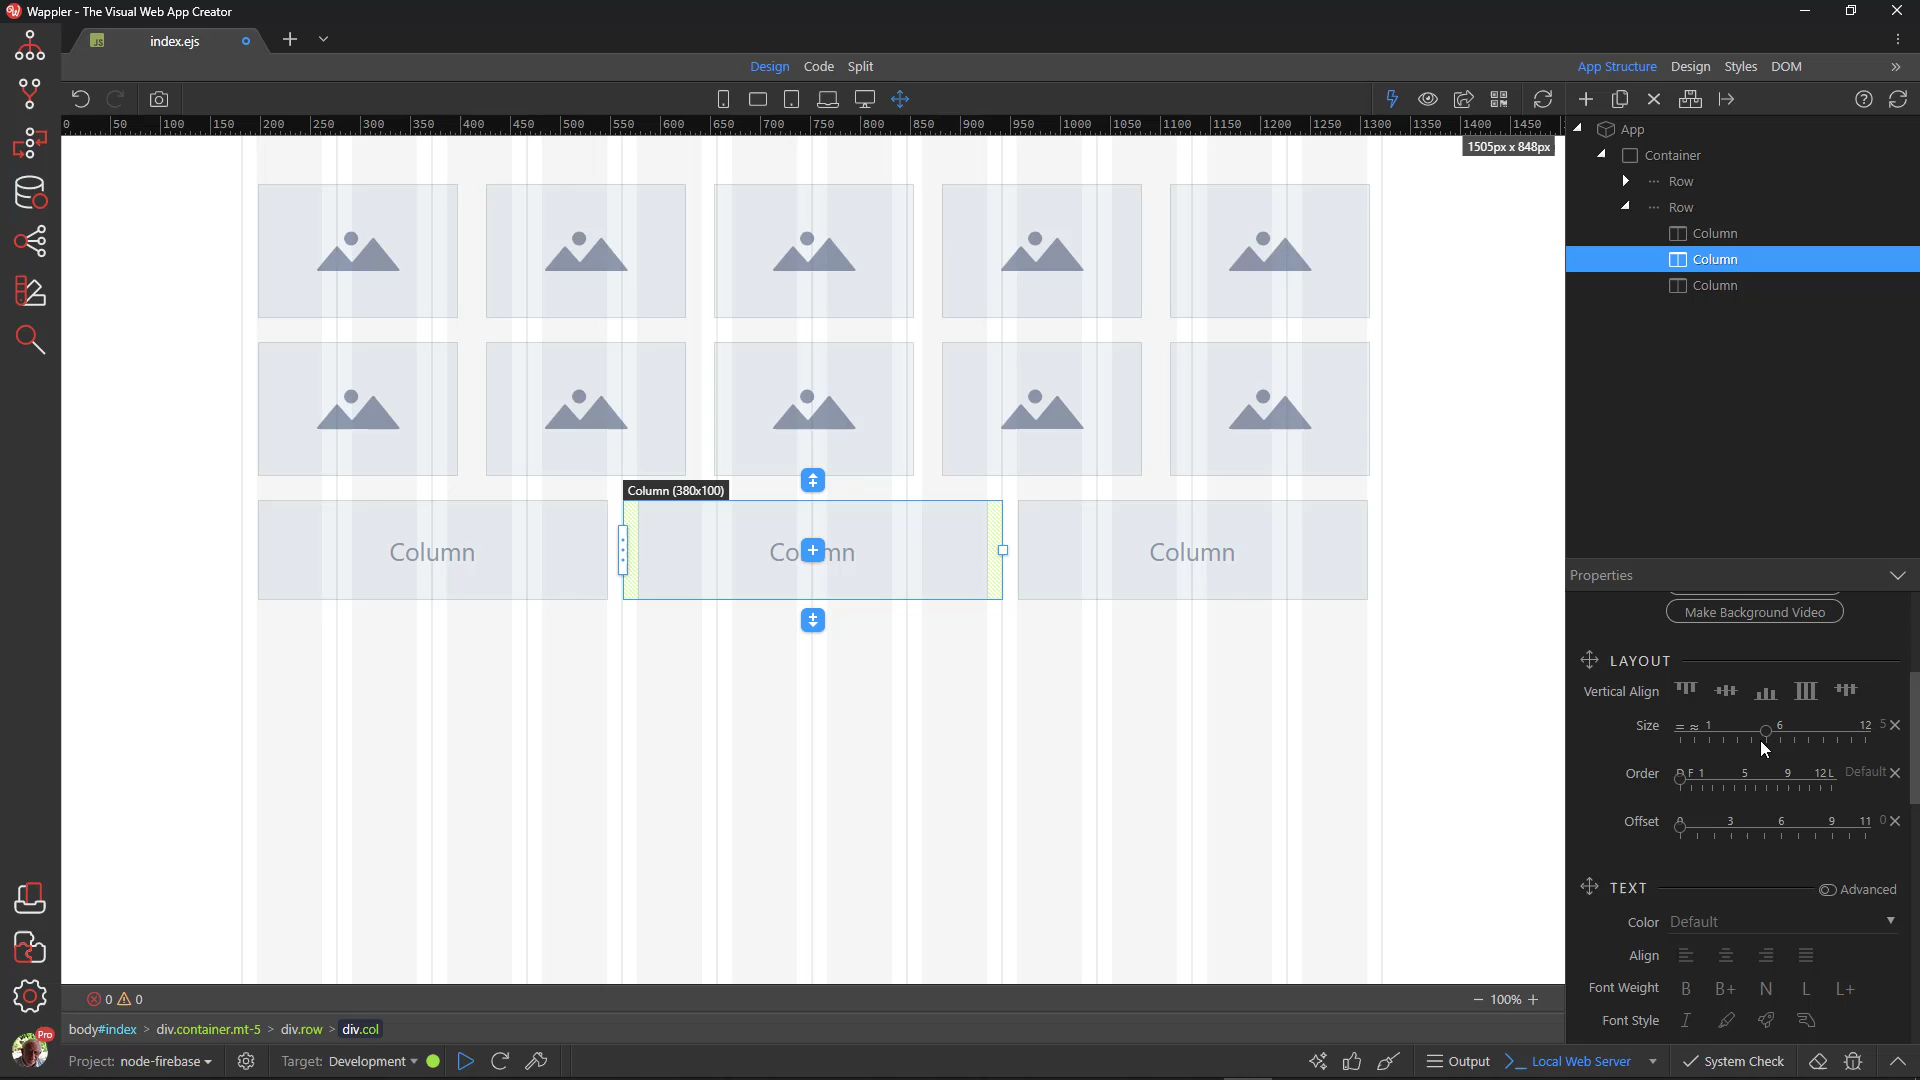 Wappler - The Visual Web App Creator
JS index.ejs
Design Code Split
App Structure Design Styles DOM
0 50 100 150 200 250 300 350 400 450 500 550 600 650 700 750 800 850 900 950 1000 1050 1100 1150 1200 1250 1300 1350 1400 1450
1505px x 848px
App
Container
Row
Row
Column
Column
Column
Column (380x100)
Column
Column
Properties
Make Background Video
LAYOUT
Vertical Align
Size = ≈ 1 6 12 5
Order D F 1 5 9 12 L Default
Offset 0 3 6 9 11 0
TEXT Advanced
Color Default
Align
Font Weight B B+ N L L+
Font Style I
0 0
100%
body#index > div.container.mt-5 > div.row > div.col
Pro
Project: node-firebase
Target: Development
Output
Local Web Server
System Check